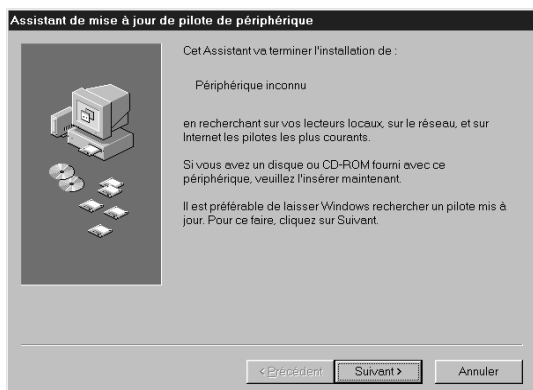 Assistant de mise à jour de pilote de périphérique
Cet Assistant va terminer l'installation de :
Périphérique inconnu
en recherchant sur vos lecteurs locaux, sur le réseau, et sur
Internet les pilotes les plus courants.
Si vous avez un disque ou CD-ROM fourni avec ce
périphérique, veuillez l'insérer maintenant.
Il est préférable de laisser Windows rechercher un pilote mis à
jour. Pour ce faire, cliquez sur Suivant.
< Précédent
Suivant >
Annuler